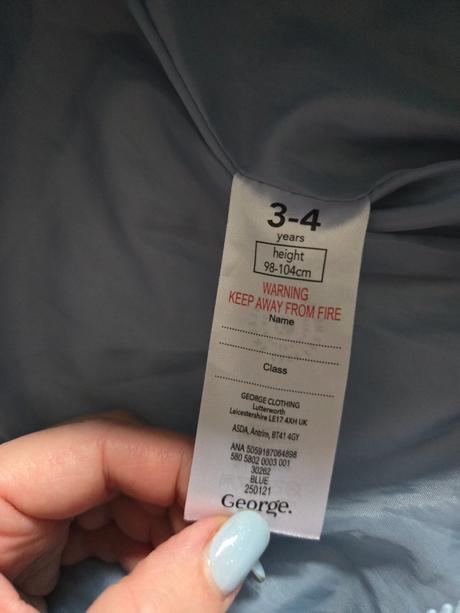 3-4
years
height
98-104cm
WARNING
KEEP AWAY FROM FIRE
Name
Class
GEORGE CLOTHING
Lutterworth
Leicestershire LE17 4XH UK
ASDA, Antrim, BT41 4GY
ANA 5059187064898
580 5802 0003 001
30262
BLUE
250121
George.